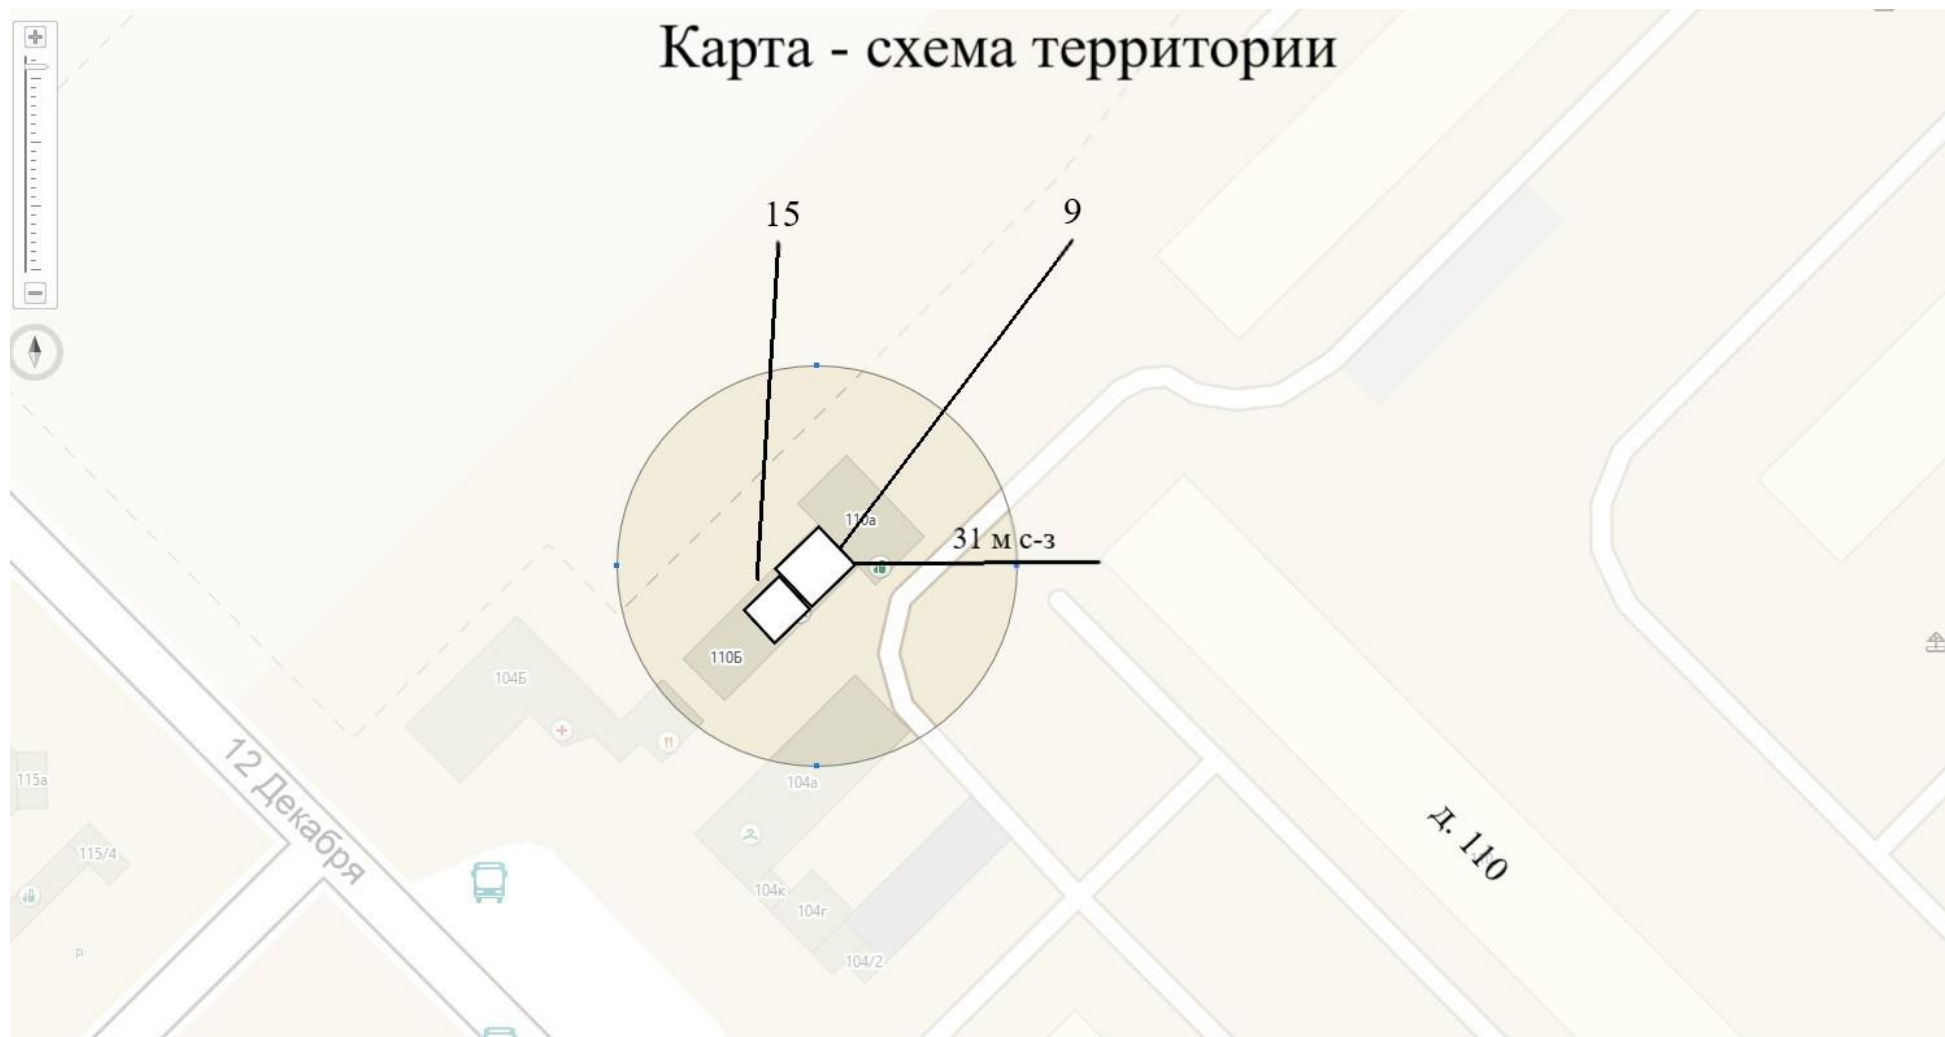 Карта - схема территории
15
9
110а
31 м с-з
110Б
104Б
12 Декабря
115а
104а
д. 110
115/4
104к
104г
104/2
P